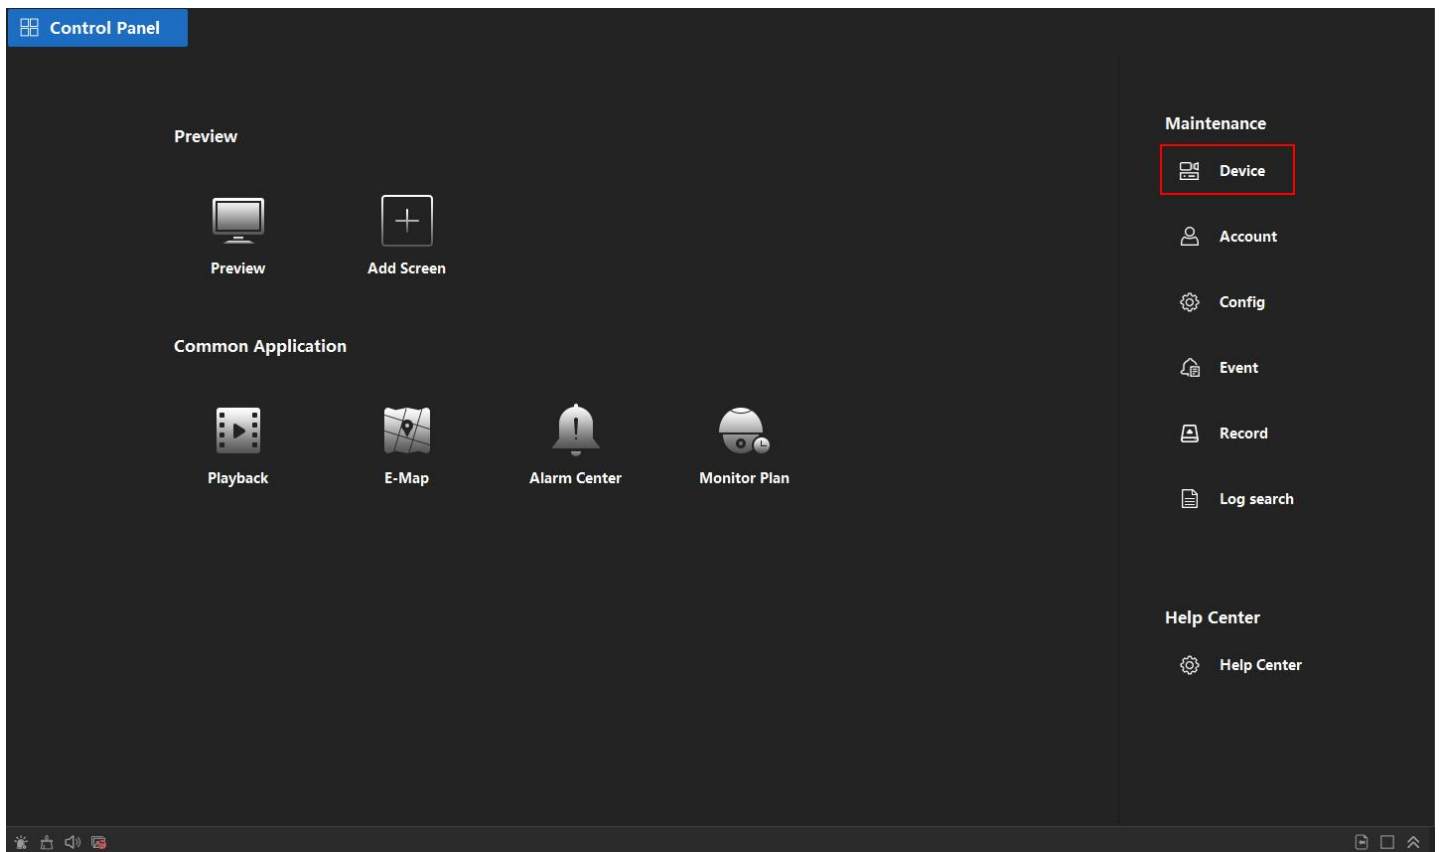 Control Panel
Preview
Preview
Add Screen
Common Application
Playback
E-Map
Alarm Center
Monitor Plan
Maintenance
Device
Account
Config
Event
Record
Log search
Help Center
Help Center